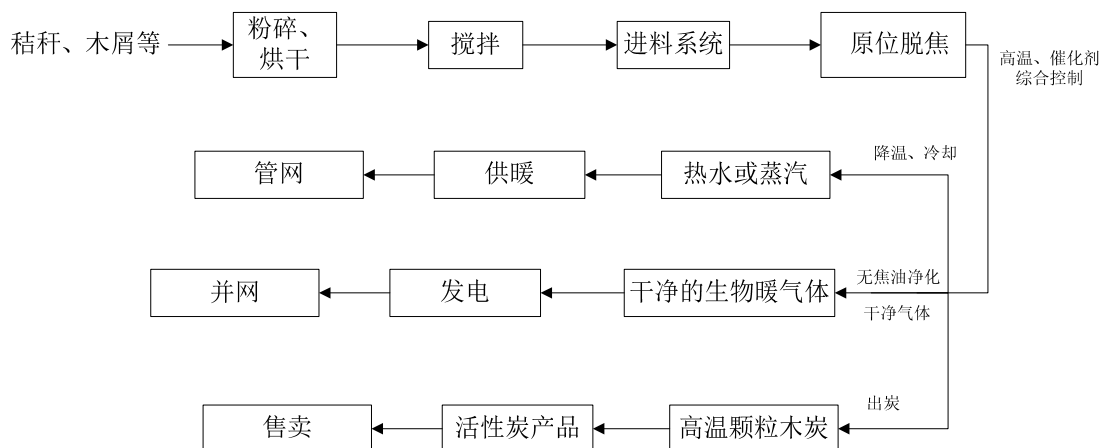 秸秆、木屑等
粉碎、
烘干
搅拌
进料系统
原位脱焦
高温、催化剂
综合控制
管网
供暖
热水或蒸汽
降温、冷却
并网
发电
干净的生物暖气体
无焦油净化
干净气体
售卖
活性炭产品
高温颗粒木炭
出炭